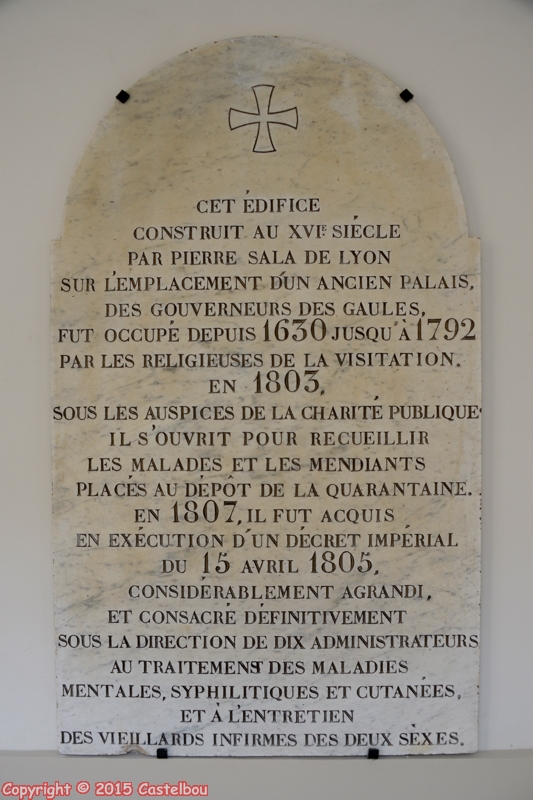 CET ÉDIFICE
CONSTRUIT AU XVIE SIÉCLE
PAR PIERRE SALA DE LYON
SUR L'EMPLACEMENT D'UN ANCIEN PALAIS,
DES GOUVERNEURS DES GAULES,
FUT OCCUPÉ DEPUIS 1630 JUSQU'À 1792
PAR LES RELIGIEUSES DE LA VISITATION.
EN 1803,
SOUS LES AUSPICES DE LA CHARITÉ PUBLIQUE
IL S'OUVRIT POUR RECUEILLIR
LES MALADES ET LES MENDIANTS
PLACÉS AU DÉPÔT DE LA QUARANTAINE.
EN 1807, IL FUT ACQUIS
EN EXÉCUTION D'UN DÉCRET IMPÉRIAL
DU 15 AVRIL 1805,
CONSIDÉRABLEMENT AGRANDI,
ET CONSACRÉ DÉFINITIVEMENT
SOUS LA DIRECTION DE DIX ADMINISTRATEURS
AU TRAITEMENT DES MALADIES
MENTALES, SYPHILITIQUES ET CUTANÉES,
ET À L'ENTRETIEN
DES VIEILLARDS INFIRMES DES DEUX SÈXES.
Copyright © 2015 Castelbou